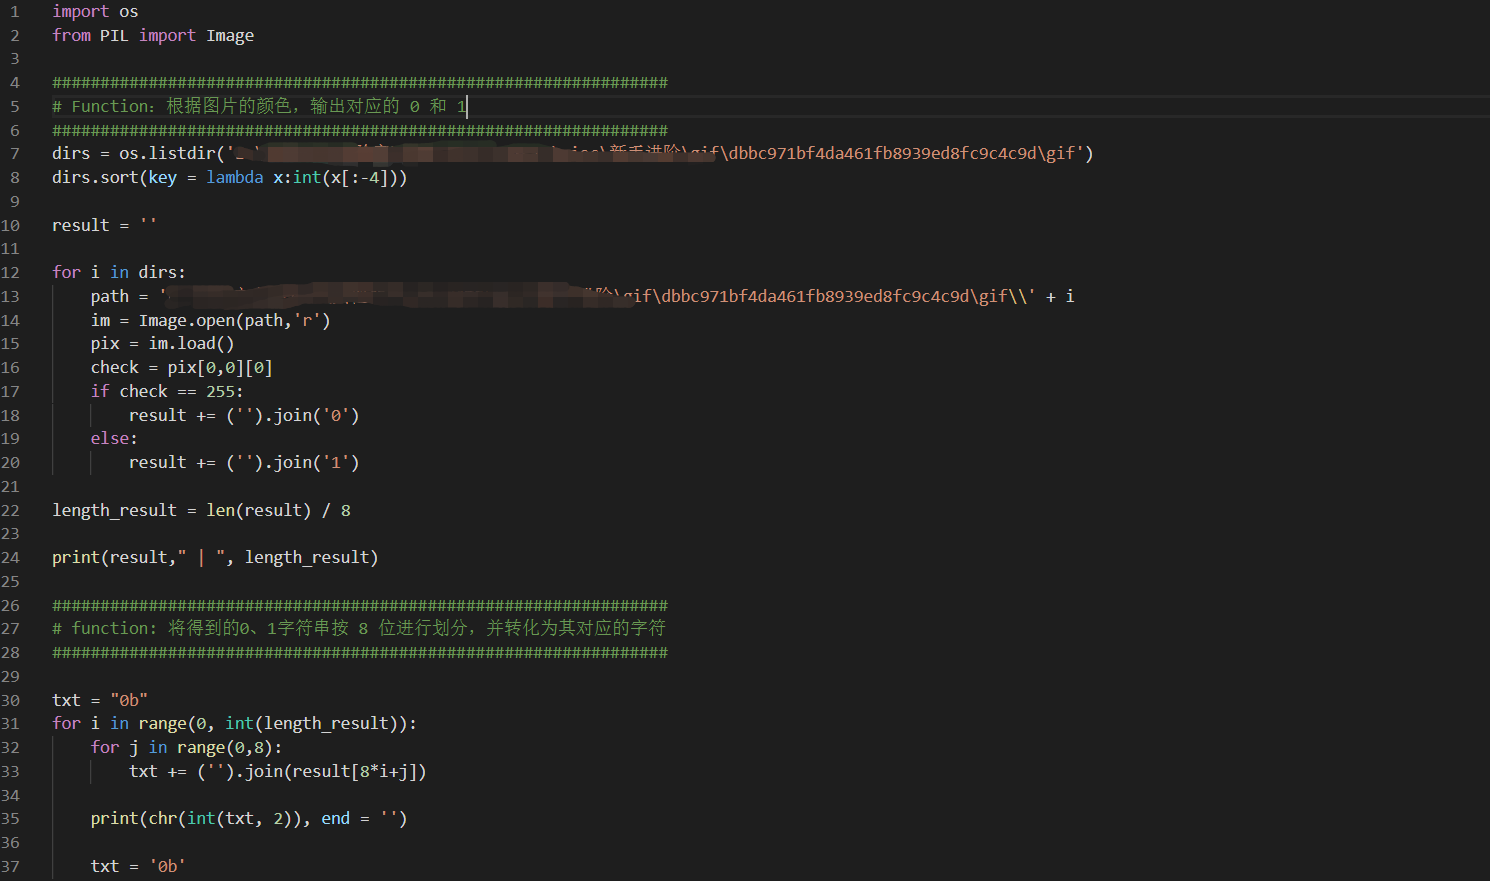 1 import os
2 from PIL import Image
3
4 ################################################################
5 # Function: 根据图片的颜色，输出对应的 0 和 1
6 ################################################################
7 dirs = os.listdir(' \新手进阶\gif\dbbc971bf4da461fb8939ed8fc9c4c9d\gif')
8 dirs.sort(key = lambda x:int(x[:-4]))
9
10 result = ''
11
12 for i in dirs:
13     path = ' \gif\dbbc971bf4da461fb8939ed8fc9c4c9d\gif\\' + i
14     im = Image.open(path,'r')
15     pix = im.load()
16     check = pix[0,0][0]
17     if check == 255:
18         result += ('').join('0')
19     else:
20         result += ('').join('1')
21
22 length_result = len(result) / 8
23
24 print(result," | ", length_result)
25
26 ################################################################
27 # function: 将得到的0、1字符串按 8 位进行划分，并转化为其对应的字符
28 ################################################################
29
30 txt = "0b"
31 for i in range(0, int(length_result)):
32     for j in range(0,8):
33         txt += ('').join(result[8*i+j])
34
35     print(chr(int(txt, 2)), end = '')
36
37     txt = '0b'